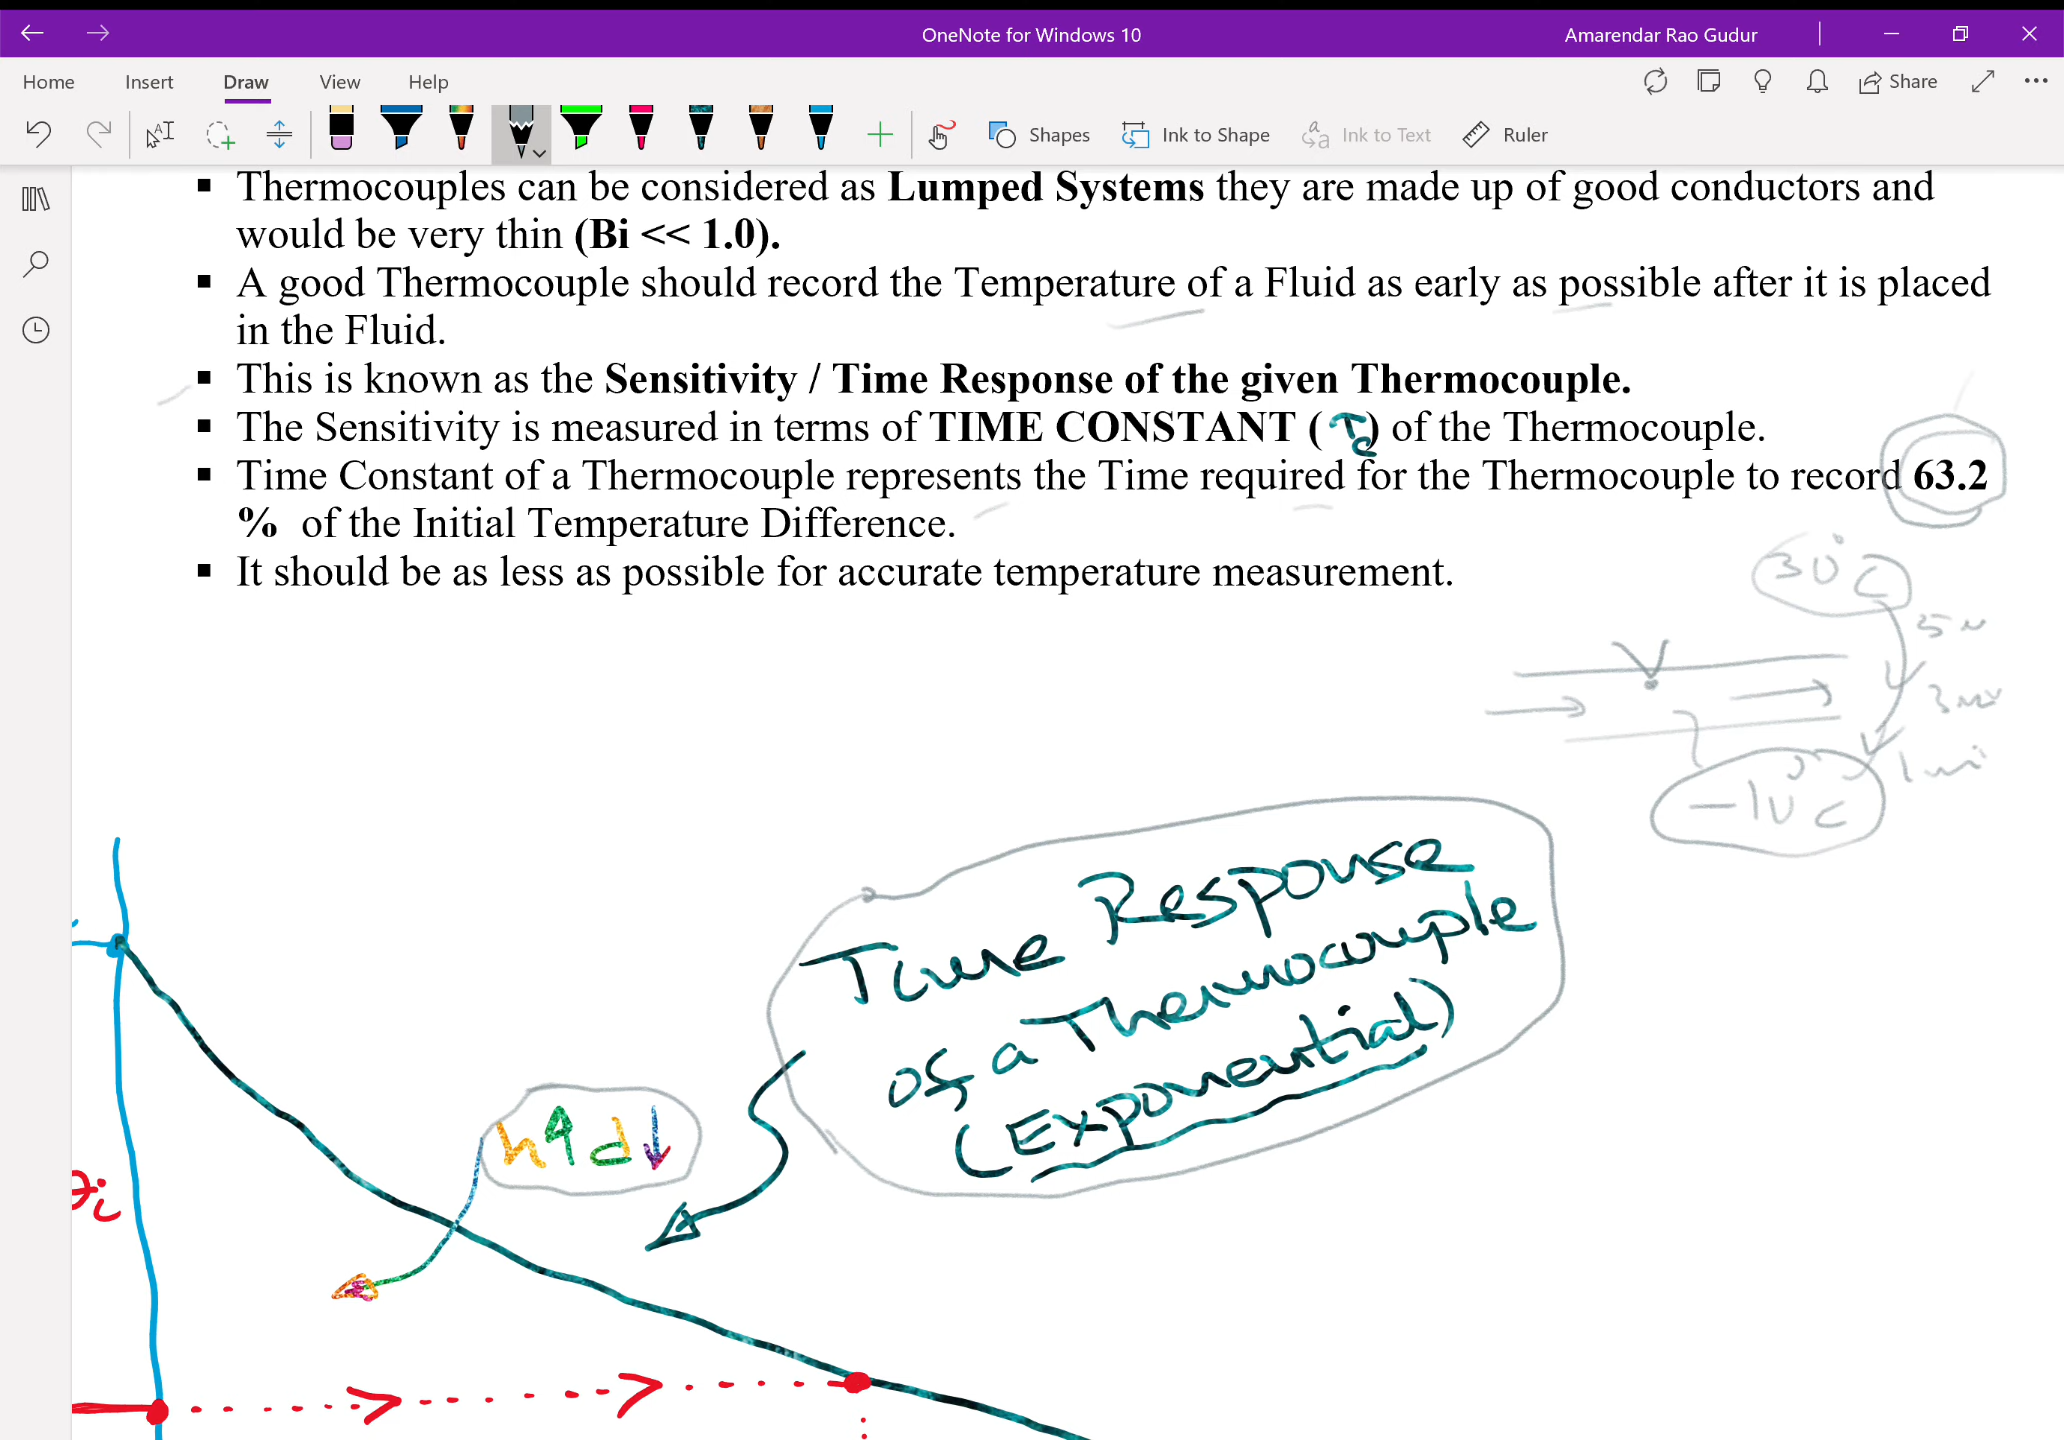 OneNote for Windows 10
Amarendar Rao Gudur
Home Insert Draw View Help
Share
Shapes Ink to Shape Ink to Text Ruler
▪ Thermocouples can be considered as Lumped Systems they are made up of good conductors and
would be very thin (Bi << 1.0).
▪ A good Thermocouple should record the Temperature of a Fluid as early as possible after it is placed
in the Fluid.
▪ This is known as the Sensitivity / Time Response of the given Thermocouple.
▪ The Sensitivity is measured in terms of TIME CONSTANT ( τc) of the Thermocouple.
▪ Time Constant of a Thermocouple represents the Time required for the Thermocouple to record 63.2
% of the Initial Temperature Difference.
▪ It should be as less as possible for accurate temperature measurement.
30°C
-10°C
Time Response
of a Thermocouple
(Exponential)
h↑ d↓
θi